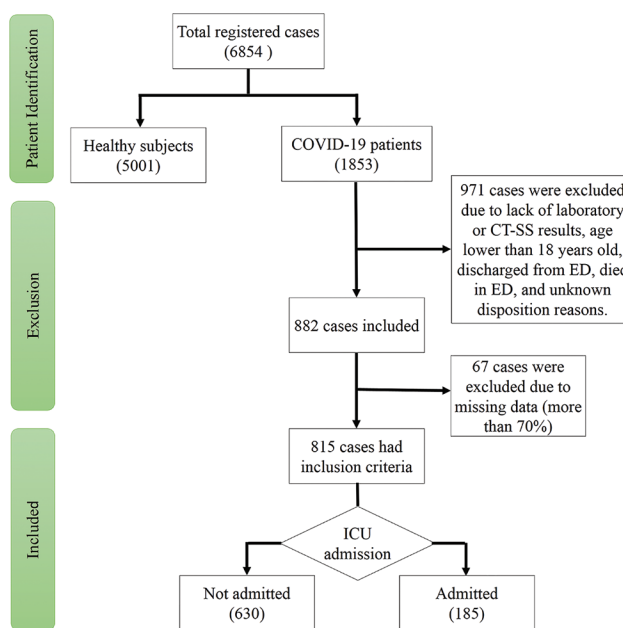 Patient Identification
Total registered cases
(6854 )
Healthy subjects
(5001)
COVID-19 patients
(1853)
Exclusion
971 cases were excluded
due to lack of laboratory
or CT-SS results, age
lower than 18 years old,
discharged from ED, died
in ED, and unknown
disposition reasons.
882 cases included
67 cases were
excluded due to
missing data (more
than 70%)
Included
815 cases had
inclusion criteria
ICU
admission
Not admitted
(630)
Admitted
(185)